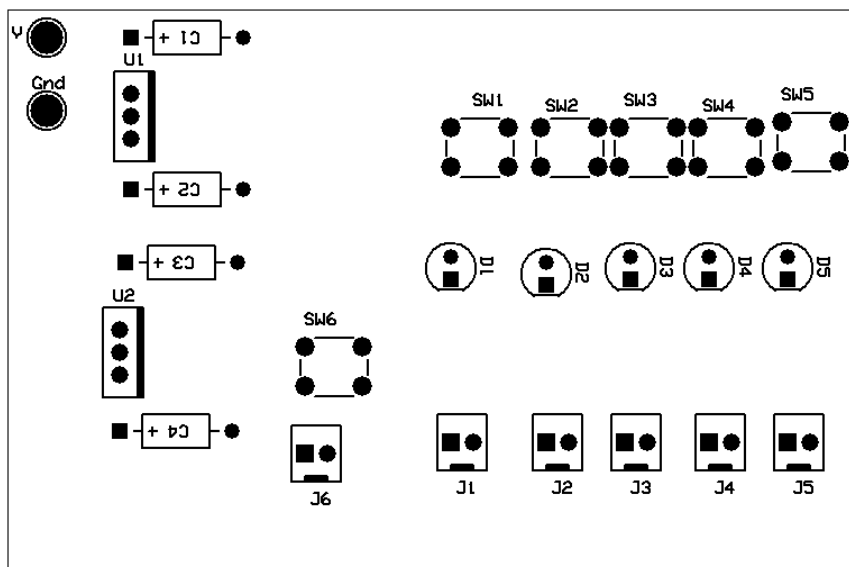 V
+ C1
U1
Gnd
SW1 SW2 SW3 SW4 SW5
+ C2
+ C3
D1 D2 D3 D4 D5
U2
SW6
+ C4
J6 J1 J2 J3 J4 J5